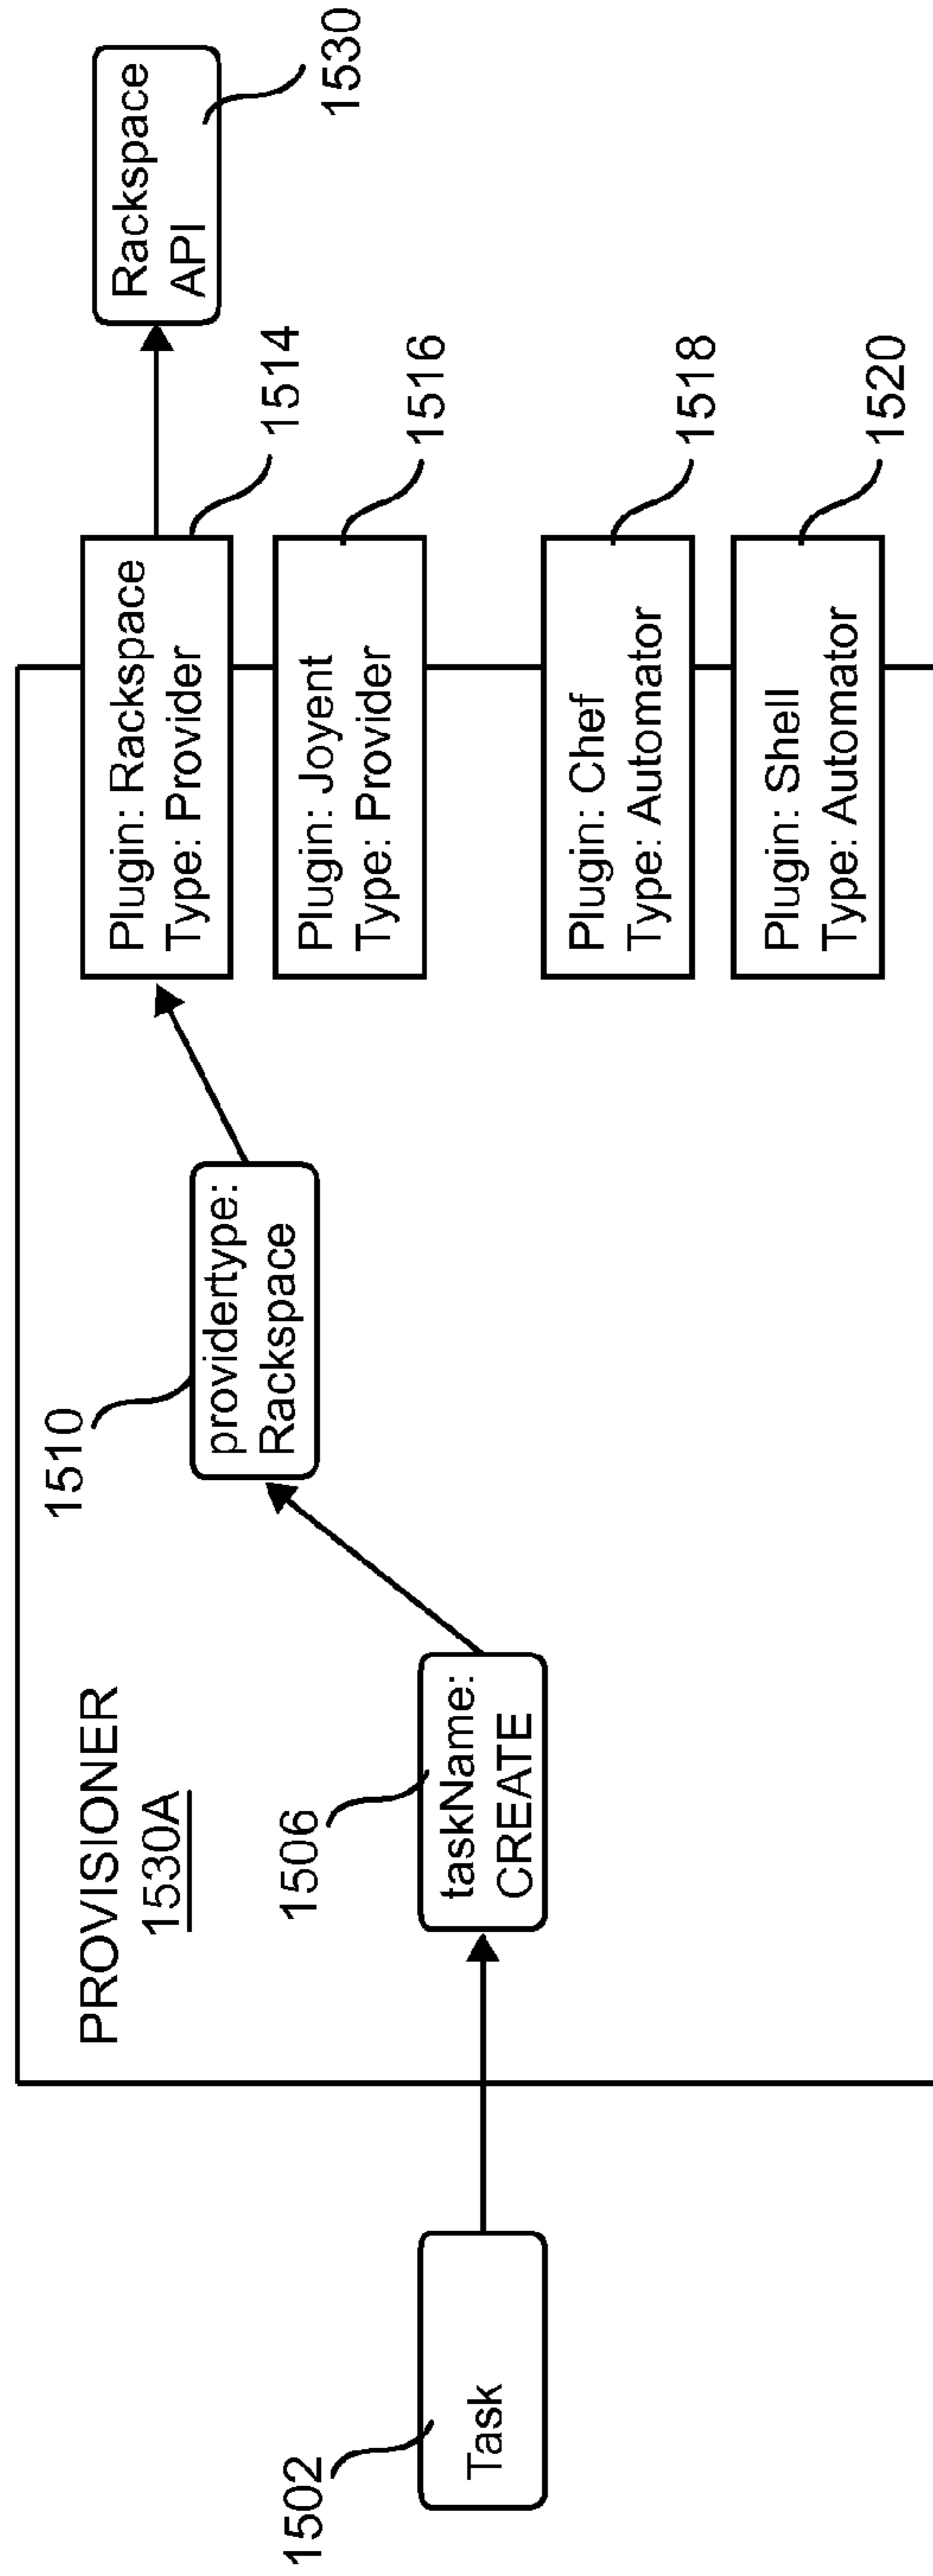 PROVISIONER
1530A
1502
Task
1506
taskName:
CREATE
1510
providertype:
Rackspace
Plugin: Rackspace
Type: Provider
1514
Rackspace
API
1530
Plugin: Joyent
Type: Provider
1516
Plugin: Chef
Type: Automator
1518
Plugin: Shell
Type: Automator
1520